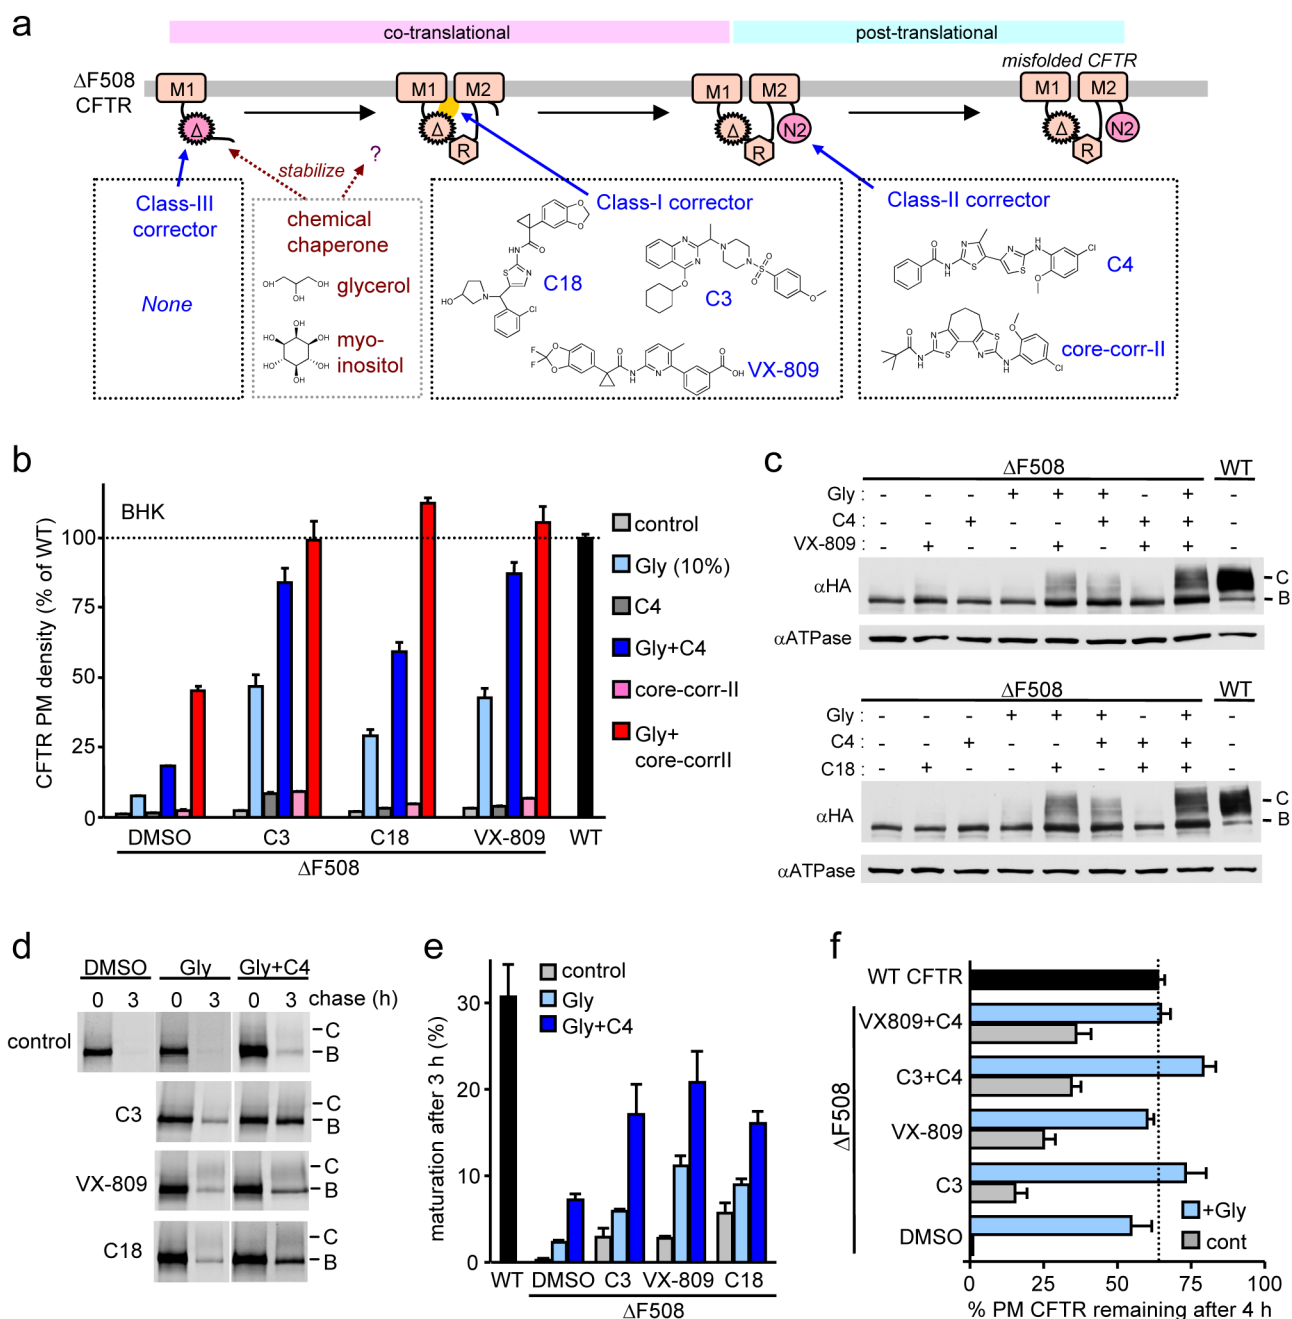 a
co-translational
post-translational
ΔF508
CFTR
misfolded CFTR
M1
M1
M2
M1
M2
M1
M2
Δ
Δ
R
Δ
R
N2
Δ
R
N2
stabilize
?
Class-III
corrector
None
chemical
chaperone
glycerol
myo-
inositol
Class-I corrector
C18
C3
VX-809
Class-II corrector
C4
core-corr-II
b
BHK
CFTR PM density (% of WT)
100
75
50
25
0
control
Gly (10%)
C4
Gly+C4
core-corr-II
Gly+
core-corrII
DMSO
C3
C18
VX-809
WT
ΔF508
c
ΔF508
WT
Gly : - - - + + + - + -
C4 : - - + - - + + + -
VX-809 : - + - - + - + + -
αHA
C
B
αATPase
ΔF508
WT
Gly : - - - + + + - + -
C4 : - - + - - + + + -
C18 : - + - - + - + + -
αHA
C
B
αATPase
d
DMSO
Gly
Gly+C4
0 3 0 3 0 3 chase (h)
control
C
B
C3
C
B
VX-809
C
B
C18
C
B
e
maturation after 3 h (%)
30
20
10
0
control
Gly
Gly+C4
WT
DMSO
C3
VX-809
C18
ΔF508
f
WT CFTR
VX809+C4
C3+C4
VX-809
C3
DMSO
ΔF508
+Gly
cont
0
25
50
75
100
% PM CFTR remaining after 4 h